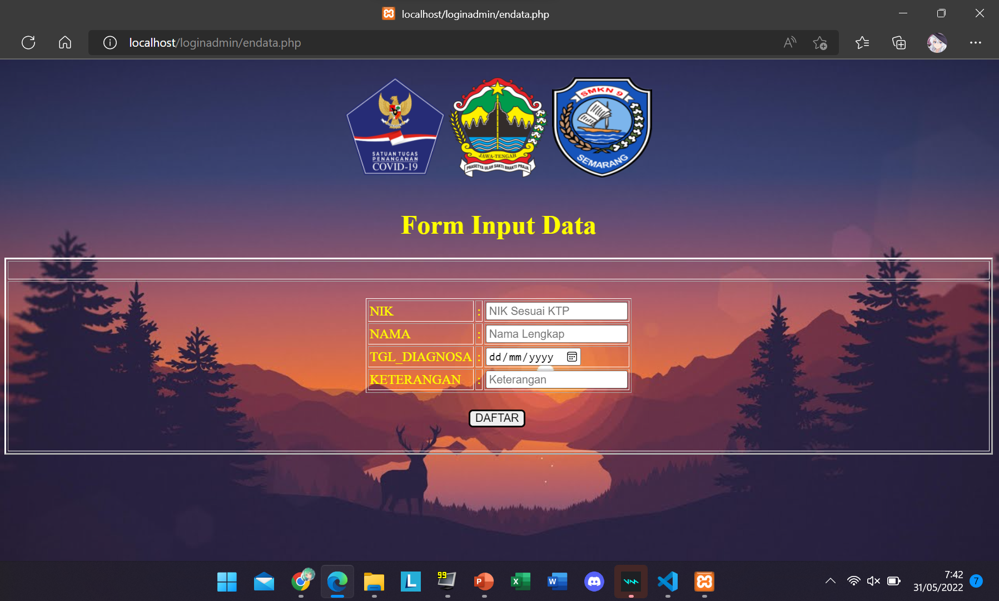 localhost/loginadmin/endata.php
localhost/loginadmin/endata.php
SATUAN TUGAS
PENANGANAN
COVID-19
JAWA-TENGAH
PRASETYA ULAH SAKTI BHAKTI PRAJA
SMKN 9
SEMARANG
Form Input Data
NIK : NIK Sesuai KTP
NAMA : Nama Lengkap
TGL_DIAGNOSA : dd/mm/yyyy
KETERANGAN : Keterangan
DAFTAR
99
7:42
31/05/2022
7